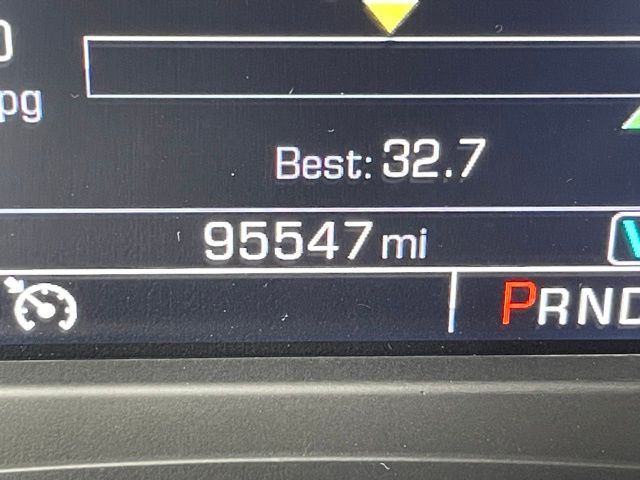 pg
Best: 32.7
95547 mi
PRND